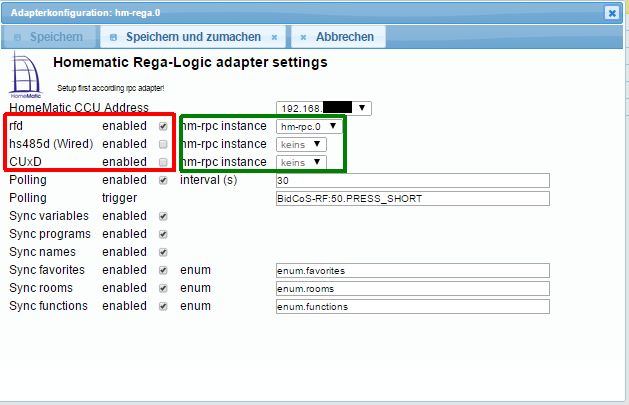 Adapterkonfiguration: hm-rega.0
Speichern Speichern und zumachen Abbrechen
Homematic Rega-Logic adapter settings
Setup first according rpc adapter!
HomeMatic
HomeMatic CCU Address 192.168.
rfd enabled hm-rpc instance hm-rpc.0
hs485d (Wired) enabled hm-rpc instance keins
CUxD enabled hm-rpc instance keins
Polling enabled interval (s) 30
Polling trigger BidCoS-RF:50.PRESS_SHORT
Sync variables enabled
Sync programs enabled
Sync names enabled
Sync favorites enabled enum enum.favorites
Sync rooms enabled enum enum.rooms
Sync functions enabled enum enum.functions